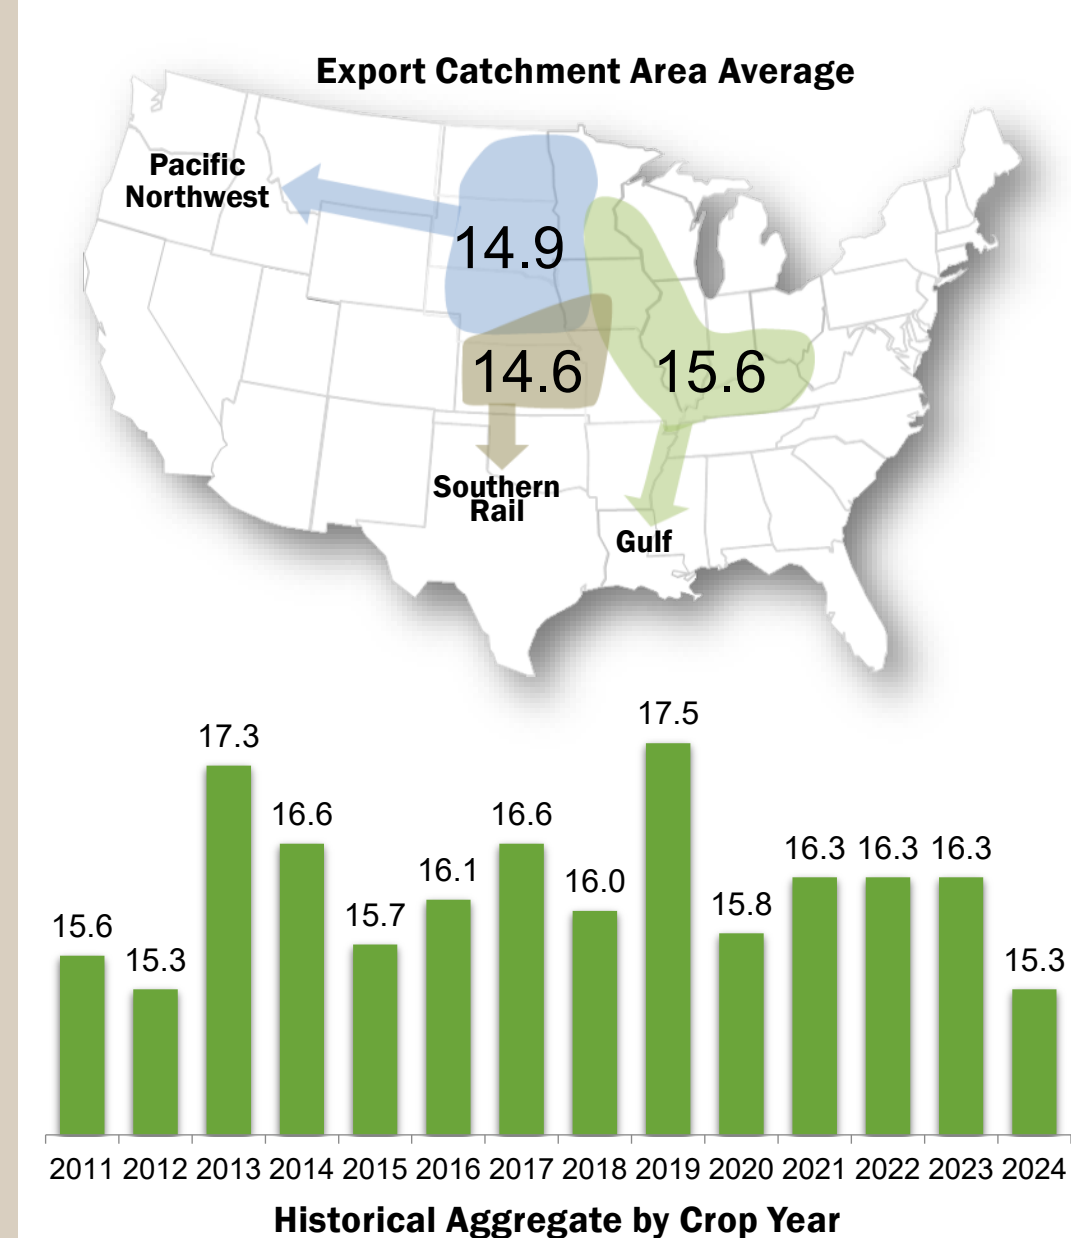 Export Catchment Area Average
Pacific
Northwest
14.9
14.6
15.6
Southern
Rail
Gulf
17.5
17.3
16.6
16.6
16.3
16.3
16.3
16.1
16.0
15.8
15.7
15.6
15.3
15.3
2011 2012 2013 2014 2015 2016 2017 2018 2019 2020 2021 2022 2023 2024
Historical Aggregate by Crop Year